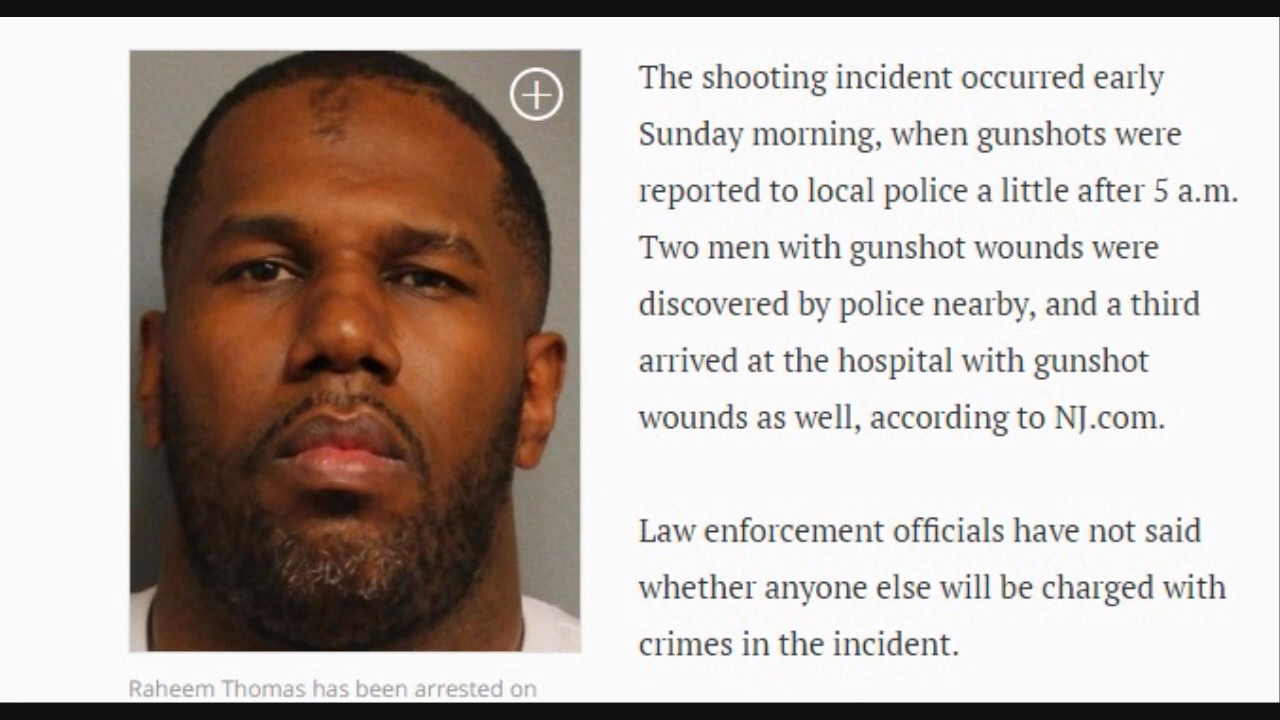 The shooting incident occurred early
Sunday morning, when gunshots were
reported to local police a little after 5 a.m.
Two men with gunshot wounds were
discovered by police nearby, and a third
arrived at the hospital with gunshot
wounds as well, according to NJ.com.
Law enforcement officials have not said
whether anyone else will be charged with
crimes in the incident.
Raheem Thomas has been arrested on